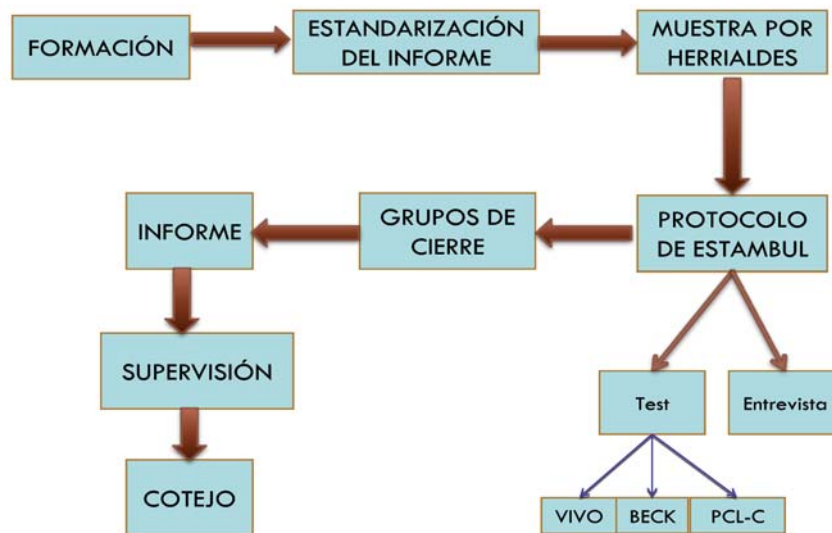 FORMACIÓN
ESTANDARIZACIÓN
DEL INFORME
MUESTRA POR
HERRIALDES
PROTOCOLO
DE ESTAMBUL
GRUPOS DE
CIERRE
INFORME
SUPERVISIÓN
COTEJO
Test
Entrevista
VIVO
BECK
PCL-C